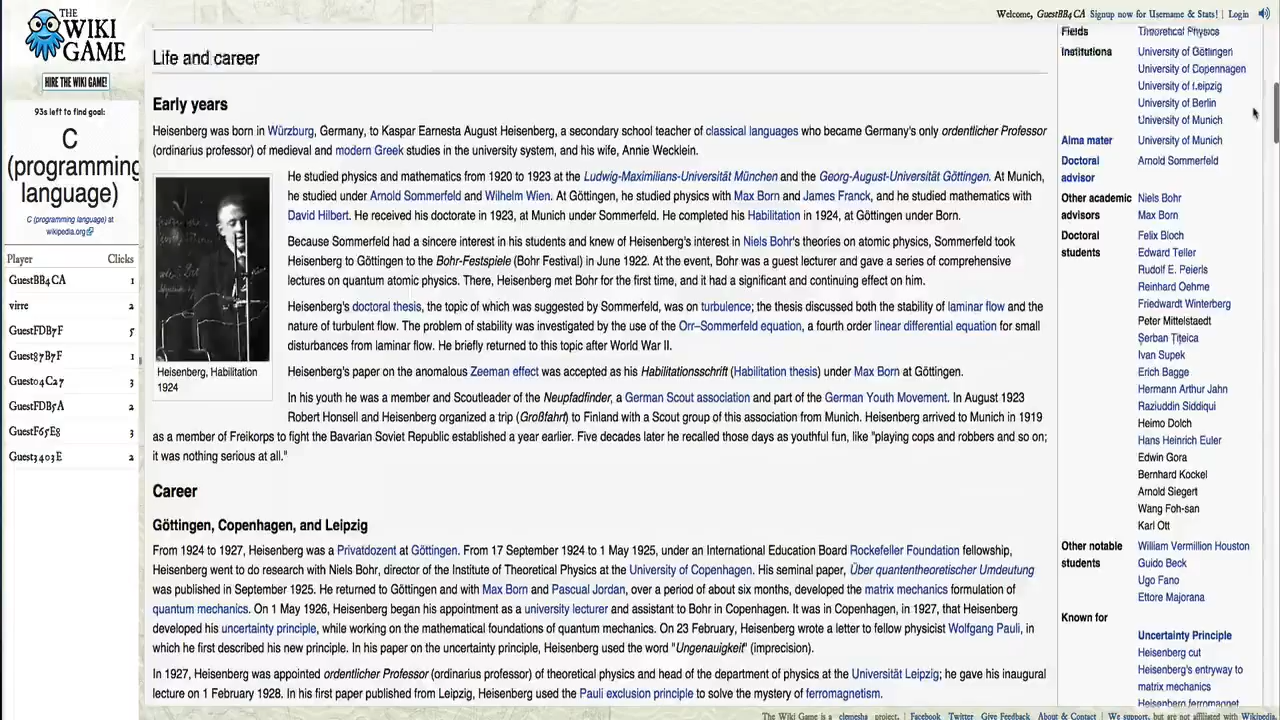 THE
WIKI
GAME
HIRE THE WIKI GAME!
93s left to find goal:
C
(programming
language)
C (programming language) at
wikipedia.org
Player Clicks
GuestBB4CA 1
virre 2
GuestFDB7F 5
Guest87B7F 1
Guest04C27 3
GuestFDB5A 2
GuestF65E8 3
Guest3403E 2
Welcome, GuestBB4CA Signup now for Username & Stats! | Login
Life and career
Early years
Heisenberg was born in Würzburg, Germany, to Kaspar Earnesta August Heisenberg, a secondary school teacher of classical languages who became Germany's only ordentlicher Professor
(ordinarius professor) of medieval and modern Greek studies in the university system, and his wife, Annie Wecklein.
He studied physics and mathematics from 1920 to 1923 at the Ludwig-Maximilians-Universität München and the Georg-August-Universität Göttingen. At Munich,
he studied under Arnold Sommerfeld and Wilhelm Wien. At Göttingen, he studied physics with Max Born and James Franck, and he studied mathematics with
David Hilbert. He received his doctorate in 1923, at Munich under Sommerfeld. He completed his Habilitation in 1924, at Göttingen under Born.
Because Sommerfeld had a sincere interest in his students and knew of Heisenberg's interest in Niels Bohr's theories on atomic physics, Sommerfeld took
Heisenberg to Göttingen to the Bohr-Festspiele (Bohr Festival) in June 1922. At the event, Bohr was a guest lecturer and gave a series of comprehensive
lectures on quantum atomic physics. There, Heisenberg met Bohr for the first time, and it had a significant and continuing effect on him.
Heisenberg's doctoral thesis, the topic of which was suggested by Sommerfeld, was on turbulence; the thesis discussed both the stability of laminar flow and the
nature of turbulent flow. The problem of stability was investigated by the use of the Orr–Sommerfeld equation, a fourth order linear differential equation for small
disturbances from laminar flow. He briefly returned to this topic after World War II.
Heisenberg, Habilitation
1924
Heisenberg's paper on the anomalous Zeeman effect was accepted as his Habilitationsschrift (Habilitation thesis) under Max Born at Göttingen.
In his youth he was a member and Scoutleader of the Neupfadfinder, a German Scout association and part of the German Youth Movement. In August 1923
Robert Honsell and Heisenberg organized a trip (Großfahrt) to Finland with a Scout group of this association from Munich. Heisenberg arrived to Munich in 1919
as a member of Freikorps to fight the Bavarian Soviet Republic established a year earlier. Five decades later he recalled those days as youthful fun, like "playing cops and robbers and so on;
it was nothing serious at all."
Career
Göttingen, Copenhagen, and Leipzig
From 1924 to 1927, Heisenberg was a Privatdozent at Göttingen. From 17 September 1924 to 1 May 1925, under an International Education Board Rockefeller Foundation fellowship,
Heisenberg went to do research with Niels Bohr, director of the Institute of Theoretical Physics at the University of Copenhagen. His seminal paper, Über quantentheoretischer Umdeutung
was published in September 1925. He returned to Göttingen and with Max Born and Pascual Jordan, over a period of about six months, developed the matrix mechanics formulation of
quantum mechanics. On 1 May 1926, Heisenberg began his appointment as a university lecturer and assistant to Bohr in Copenhagen. It was in Copenhagen, in 1927, that Heisenberg
developed his uncertainty principle, while working on the mathematical foundations of quantum mechanics. On 23 February, Heisenberg wrote a letter to fellow physicist Wolfgang Pauli, in
which he first described his new principle. In his paper on the uncertainty principle, Heisenberg used the word "Ungenauigkeit" (imprecision).
In 1927, Heisenberg was appointed ordentlicher Professor (ordinarius professor) of theoretical physics and head of the department of physics at the Universität Leipzig; he gave his inaugural
lecture on 1 February 1928. In his first paper published from Leipzig, Heisenberg used the Pauli exclusion principle to solve the mystery of ferromagnetism.
Fields Theoretical Physics
Institutions University of Göttingen
University of Copenhagen
University of Leipzig
University of Berlin
University of Munich
Alma mater University of Munich
Doctoral Arnold Sommerfeld
advisor
Other academic Niels Bohr
advisors Max Born
Doctoral Felix Bloch
students Edward Teller
Rudolf E. Peierls
Reinhard Oehme
Friedwardt Winterberg
Peter Mittelstaedt
Şerban Ţiţeica
Ivan Supek
Erich Bagge
Hermann Arthur Jahn
Raziuddin Siddiqui
Heimo Dolch
Hans Heinrich Euler
Edwin Gora
Bernhard Kockel
Arnold Siegert
Wang Foh-san
Karl Ott
Other notable William Vermillion Houston
students Guido Beck
Ugo Fano
Ettore Majorana
Known for
Uncertainty Principle
Heisenberg cut
Heisenberg's entryway to
matrix mechanics
Heisenberg ferromagnet
The Wiki Game is a clemesha project. | Facebook Twitter Give Feedback About & Contact | We support, but are not affiliated with Wikipedia